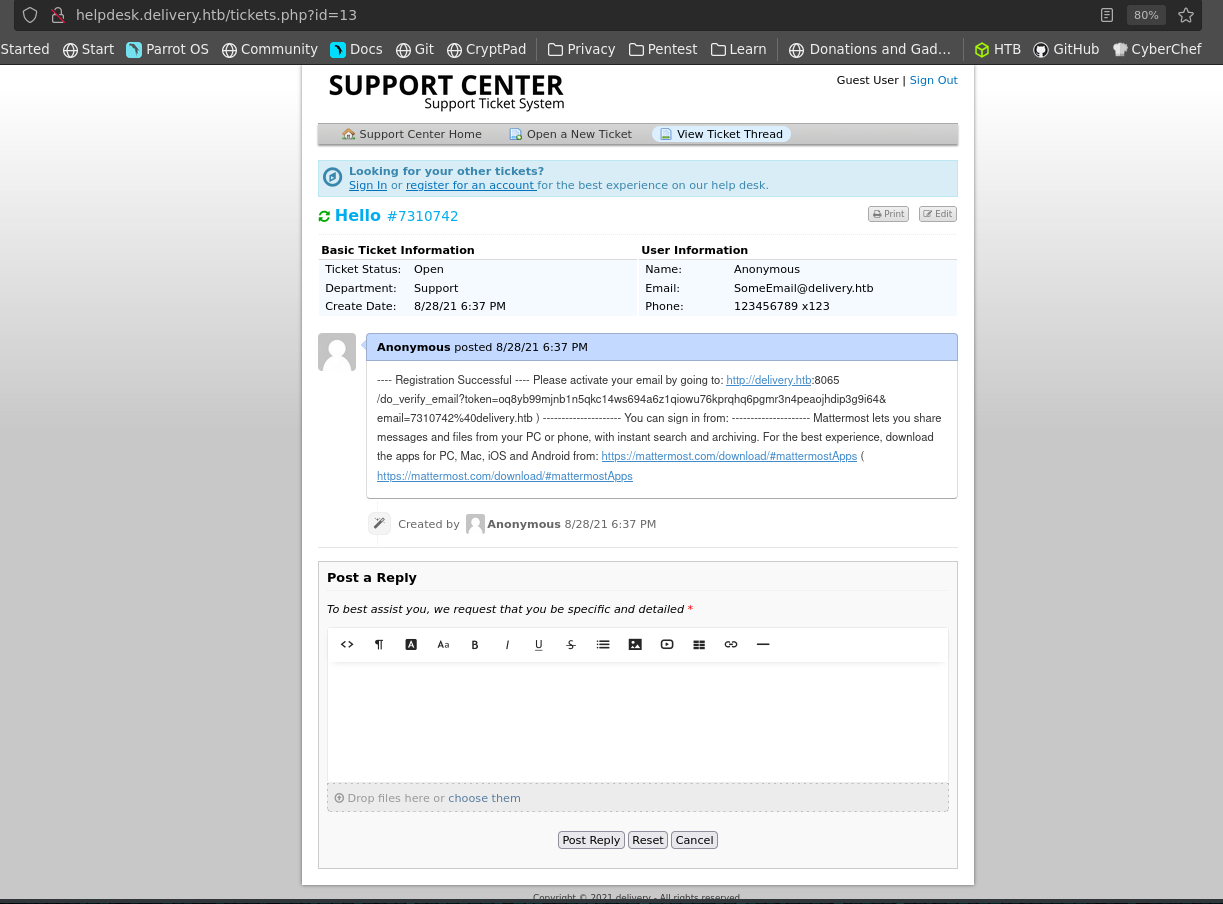 helpdesk.delivery.htb/tickets.php?id=13
80%
Started Start Parrot OS Community Docs Git CryptPad Privacy Pentest Learn Donations and Gad... HTB GitHub CyberChef
SUPPORT CENTER
Support Ticket System
Guest User | Sign Out
Support Center Home Open a New Ticket View Ticket Thread
Looking for your other tickets?
Sign In or register for an account for the best experience on our help desk.
Hello #7310742
Print Edit
Basic Ticket Information User Information
Ticket Status: Open Name: Anonymous
Department: Support Email: SomeEmail@delivery.htb
Create Date: 8/28/21 6:37 PM Phone: 123456789 x123
Anonymous posted 8/28/21 6:37 PM
---- Registration Successful ---- Please activate your email by going to: http://delivery.htb:8065
/do_verify_email?token=oq8yb99mjnb1n5qkc14ws694a6z1qiowu76kprqhq6pgmr3n4peaojhdip3g9i64&
email=7310742%40delivery.htb ) --------------------- You can sign in from: --------------------- Mattermost lets you share
messages and files from your PC or phone, with instant search and archiving. For the best experience, download
the apps for PC, Mac, iOS and Android from: https://mattermost.com/download/#mattermostApps (
https://mattermost.com/download/#mattermostApps
Created by Anonymous 8/28/21 6:37 PM
Post a Reply
To best assist you, we request that you be specific and detailed *
Aa B I U S
Drop files here or choose them
Post Reply Reset Cancel
Copyright © 2021 delivery - All rights reserved.